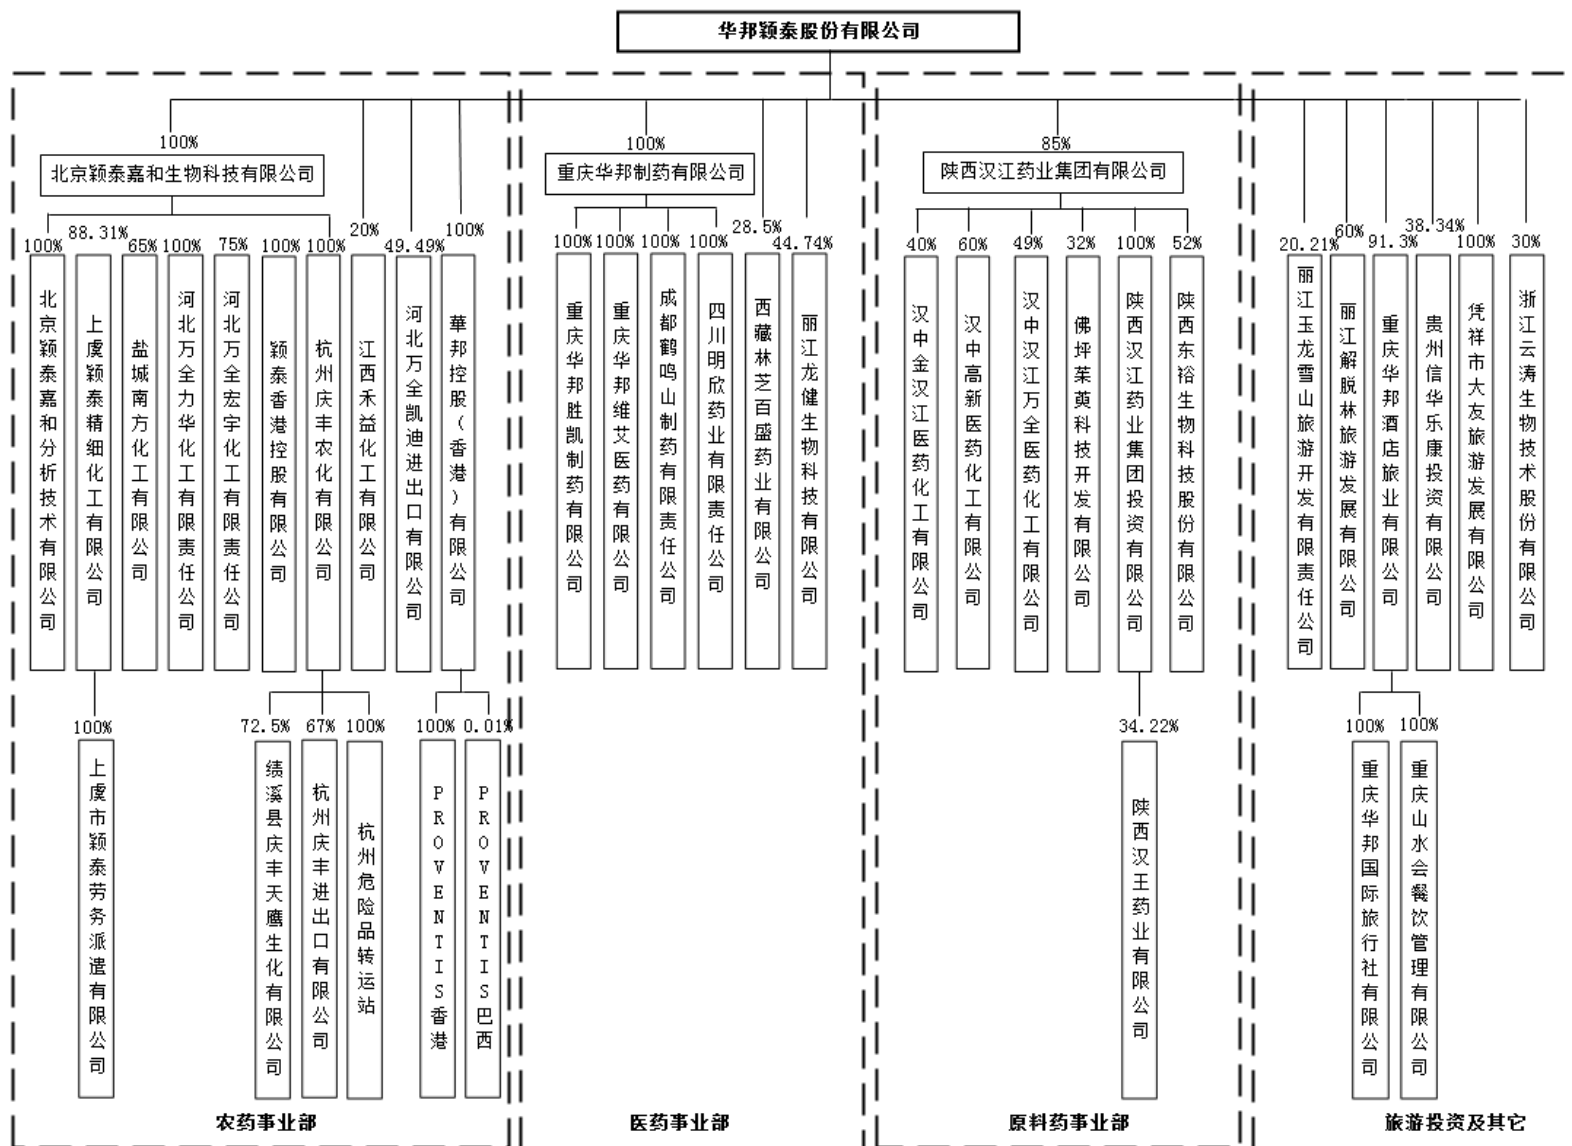 华邦颖泰股份有限公司
100%
北京颖泰嘉和生物科技有限公司
100%
重庆华邦制药有限公司
85%
陕西汉江药业集团有限公司
100%
88.31%
65%
100%
75%
100%
100%
20%
49.49%
100%
100%
100%
100%
100%
28.5%
44.74%
40%
60%
49%
32%
100%
52%
20.21%
60%
91.3%
38.34%
100%
30%
北京颖泰嘉和分析技术有限公司
上虞颖泰精细化工有限公司
盐城南方化工有限公司
河北万全力华化工有限责任公司
河北万全宏宇化工有限责任公司
颖泰香港控股有限公司
杭州庆丰农化有限公司
江西禾益化工有限公司
河北万全凯迪进出口有限公司
華邦控股(香港)有限公司
重庆华邦胜凯制药有限公司
重庆华邦维艾医药有限公司
成都鹤鸣山制药有限责任公司
四川明欣药业有限责任公司
西藏林芝百盛药业有限公司
丽江龙健生物科技有限公司
汉中金汉江医药化工有限公司
汉中高新医药化工有限公司
汉中汉江万全医药化工有限公司
佛坪茱萸科技开发有限公司
陕西汉江药业集团投资有限公司
陕西东裕生物科技股份有限公司
丽江玉龙雪山旅游开发有限责任公司
丽江解脱林旅游发展有限公司
重庆华邦酒店旅业有限公司
贵州信华乐康投资有限公司
凭祥市大友旅游发展有限公司
浙江云涛生物技术股份有限公司
100%
72.5%
67%
100%
100%
0.01%
34.22%
100%
100%
上虞市颖泰劳务派遣有限公司
绩溪县庆丰天鹰生化有限公司
杭州庆丰进出口有限公司
杭州危险品转运站
PROVENTIS香港
PROVENTIS巴西
陕西汉王药业有限公司
重庆华邦国际旅行社有限公司
重庆山水会餐饮管理有限公司
农药事业部
医药事业部
原料药事业部
旅游投资及其它